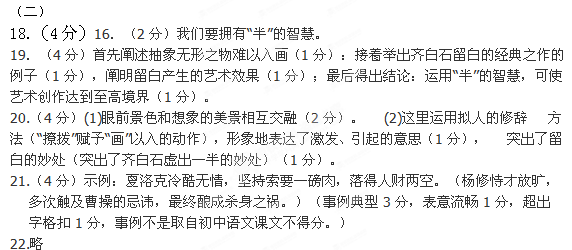 （二）
18.（4分）16. （2分）我们要拥有“半”的智慧。
19. （4分）首先阐述抽象无形之物难以入画（1分）：接着举出齐白石留白的经典之作的
例子（1分），阐明留白产生的艺术效果（1分）；最后得出结论：运用“半”的智慧，可使
艺术创作达到至高境界（1分）。
20.（4分）(1)眼前景色和想象的美景相互交融（2分）。 (2)这里运用拟人的修辞 方
法（“撩拨”赋予“画”以人的动作），形象地表达了激发、引起的意思（1分）， 突出了留
白的妙处（突出了齐白石虚出一半的妙处）（1分）。
21.（4分）示例：夏洛克冷酷无情，坚持索要一磅肉，落得人财两空。（杨修恃才放旷，
多次触及曹操的忌讳，最终酿成杀身之祸。）（事例典型3分，表意流畅1分，超出
字格扣1分，事例不是取自初中语文课文不得分。）
22.略